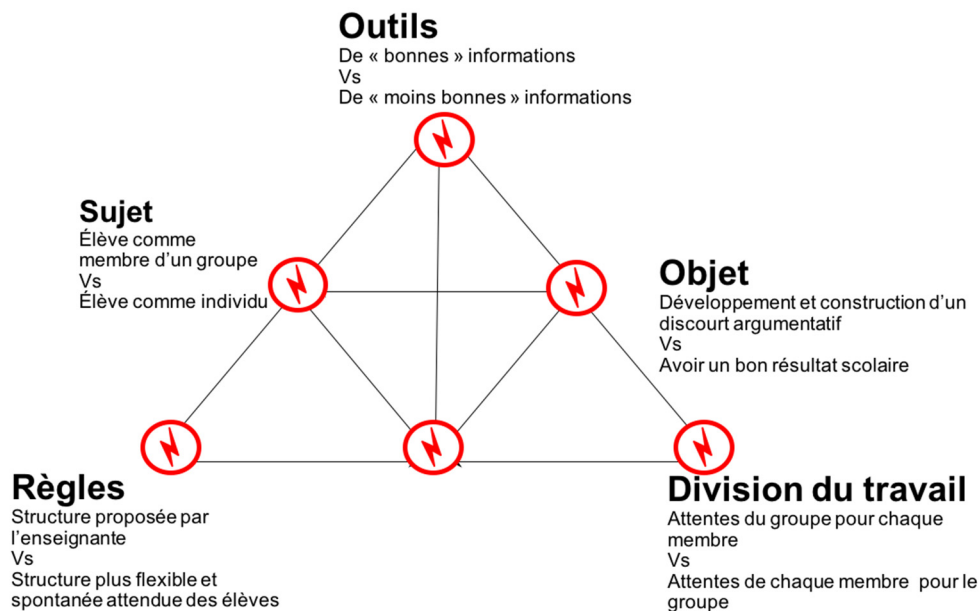 Outils
De « bonnes » informations
Vs
De « moins bonnes » informations
Sujet
Élève comme
membre d'un groupe
Vs
Élève comme individu
Objet
Développement et construction d'un
discourt argumentatif
Vs
Avoir un bon résultat scolaire
Règles
Structure proposée par
l'enseignante
Vs
Structure plus flexible et
spontanée attendue des élèves
Division du travail
Attentes du groupe pour chaque
membre
Vs
Attentes de chaque membre pour le
groupe